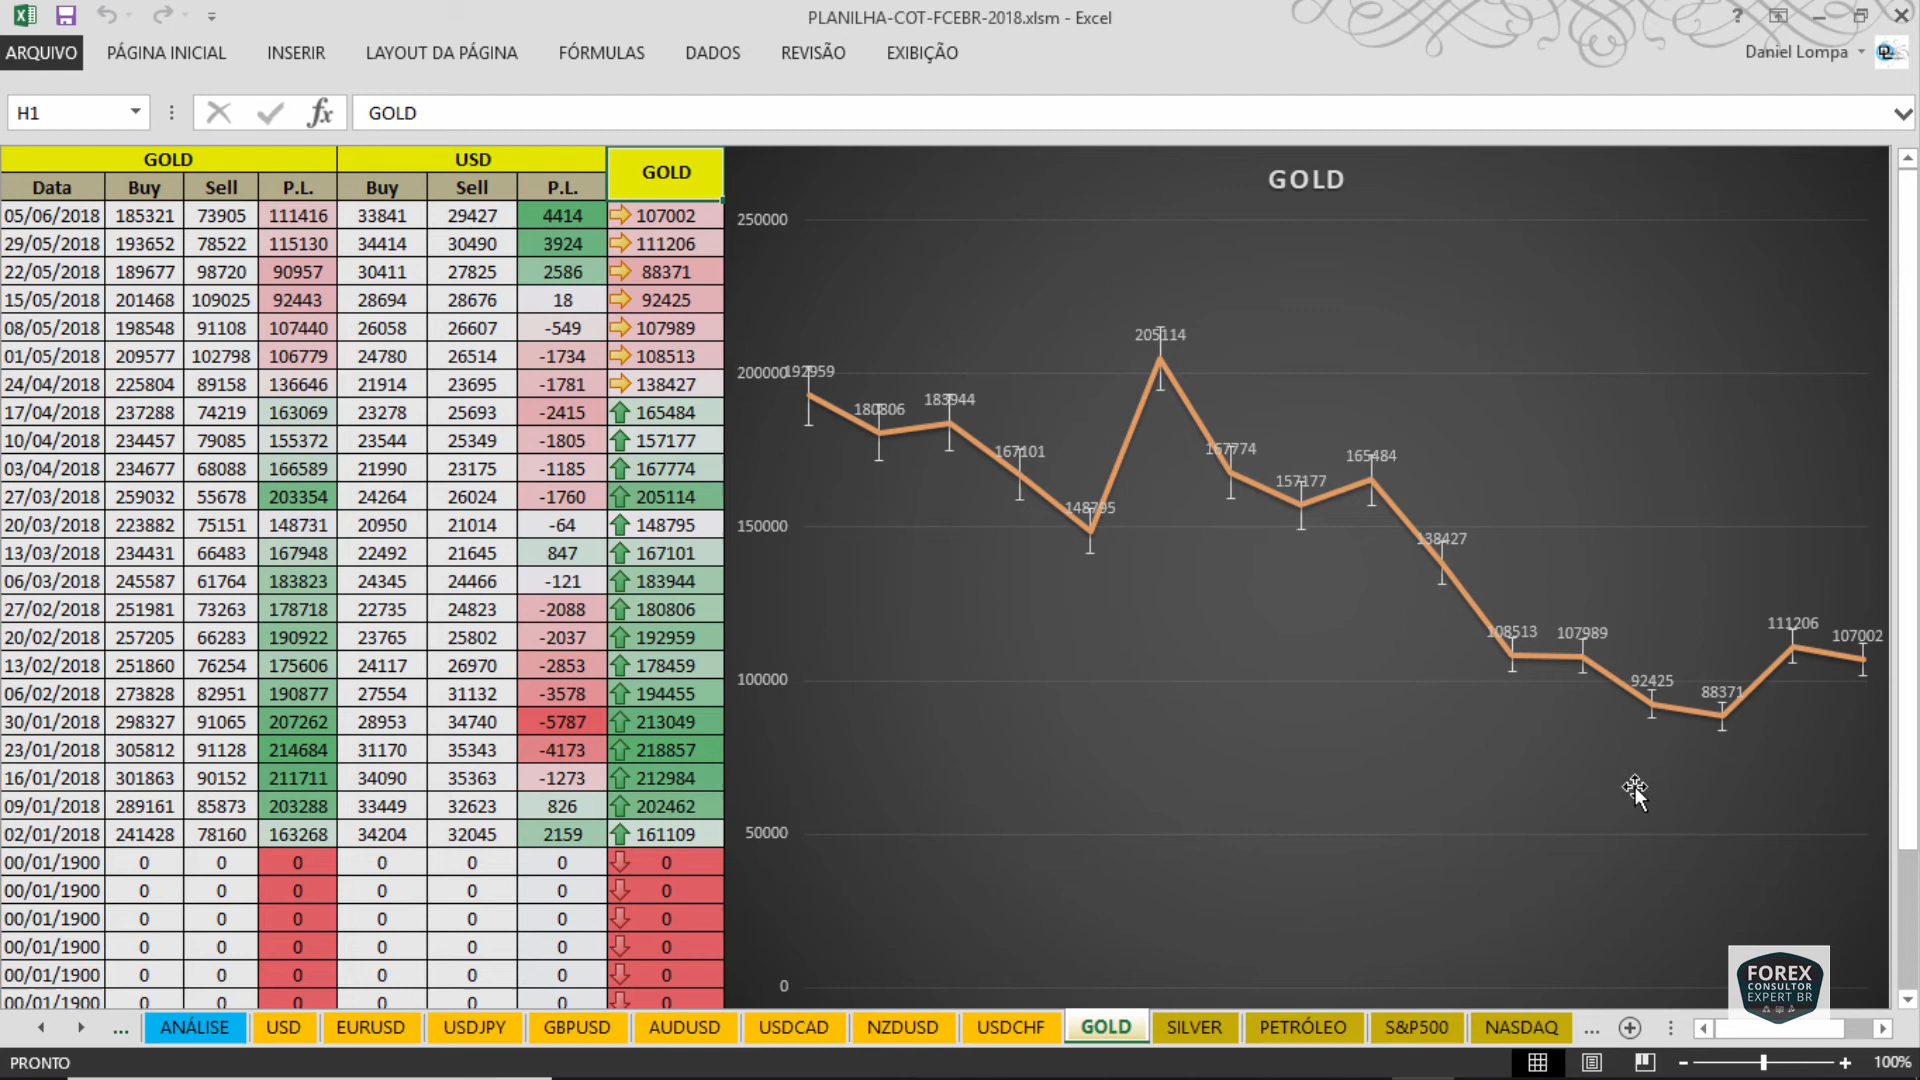 PLANILHA-COT-FCEBR-2018.xlsm - Excel
ARQUIVO PÁGINA INICIAL INSERIR LAYOUT DA PÁGINA FÓRMULAS DADOS REVISÃO EXIBIÇÃO Daniel Lompa
H1 fx GOLD
GOLD USD GOLD
Data Buy Sell P.L. Buy Sell P.L.
05/06/2018 185321 73905 111416 33841 29427 4414 107002
29/05/2018 193652 78522 115130 34414 30490 3924 111206
22/05/2018 189677 98720 90957 30411 27825 2586 88371
15/05/2018 201468 109025 92443 28694 28676 18 92425
08/05/2018 198548 91108 107440 26058 26607 -549 107989
01/05/2018 209577 102798 106779 24780 26514 -1734 108513
24/04/2018 225804 89158 136646 21914 23695 -1781 138427
17/04/2018 237288 74219 163069 23278 25693 -2415 165484
10/04/2018 234457 79085 155372 23544 25349 -1805 157177
03/04/2018 234677 68088 166589 21990 23175 -1185 167774
27/03/2018 259032 55678 203354 24264 26024 -1760 205114
20/03/2018 223882 75151 148731 20950 21014 -64 148795
13/03/2018 234431 66483 167948 22492 21645 847 167101
06/03/2018 245587 61764 183823 24345 24466 -121 183944
27/02/2018 251981 73263 178718 22735 24823 -2088 180806
20/02/2018 257205 66283 190922 23765 25802 -2037 192959
13/02/2018 251860 76254 175606 24117 26970 -2853 178459
06/02/2018 273828 82951 190877 27554 31132 -3578 194455
30/01/2018 298327 91065 207262 28953 34740 -5787 213049
23/01/2018 305812 91128 214684 31170 35343 -4173 218857
16/01/2018 301863 90152 211711 34090 35363 -1273 212984
09/01/2018 289161 85873 203288 33449 32623 826 202462
02/01/2018 241428 78160 163268 34204 32045 2159 161109
00/01/1900 0 0 0 0 0 0 0
00/01/1900 0 0 0 0 0 0 0
00/01/1900 0 0 0 0 0 0 0
00/01/1900 0 0 0 0 0 0 0
00/01/1900 0 0 0 0 0 0 0
00/01/1900 0 0 0 0 0 0 0
GOLD
250000
200000
150000
100000
50000
0
192959
180806
183944
167101
148795
205114
167774
157177
165484
138427
108513
107989
92425
88371
111206
107002
FOREX
CONSULTOR
EXPERT BR
... ANÁLISE USD EURUSD USDJPY GBPUSD AUDUSD USDCAD NZDUSD USDCHF GOLD SILVER PETRÓLEO S&P500 NASDAQ ...
PRONTO 100%